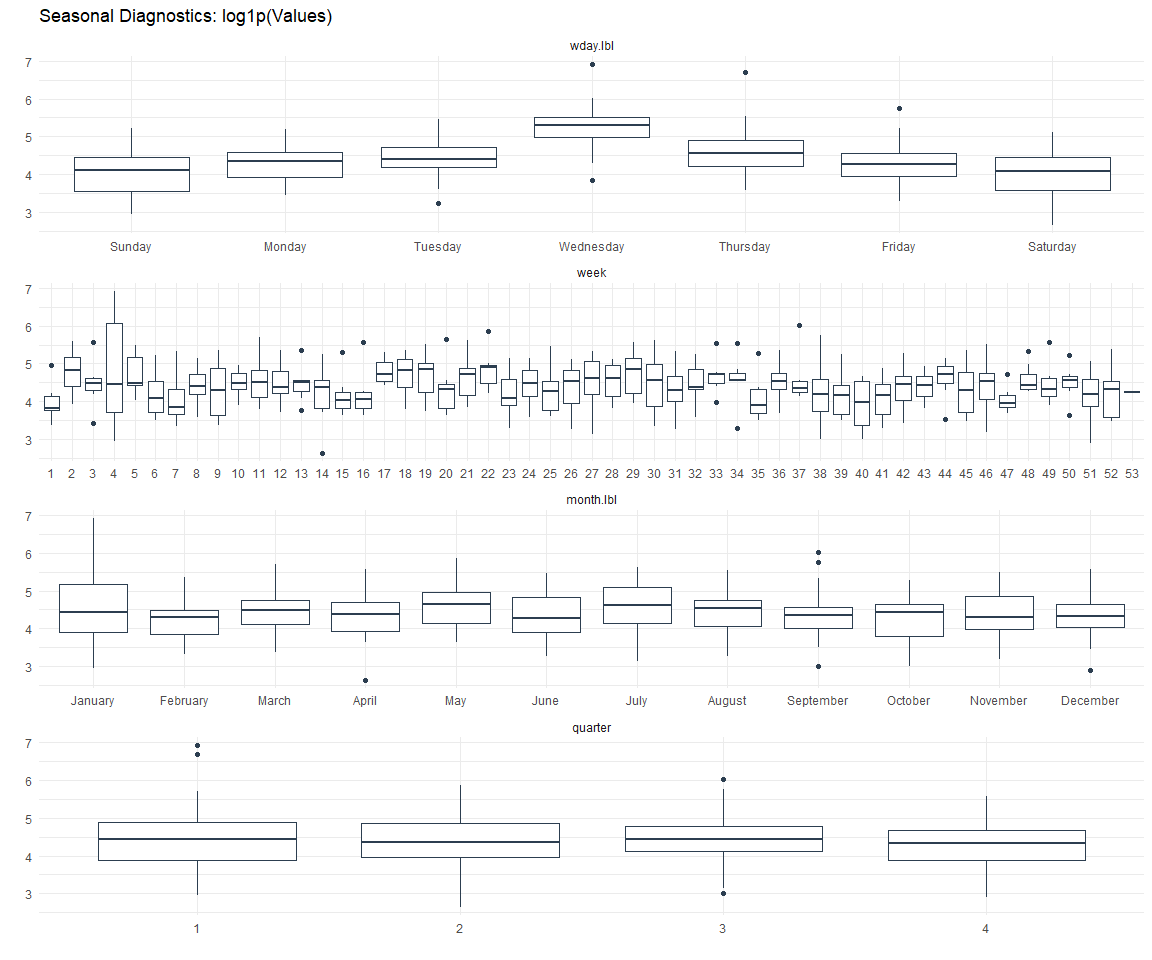 Seasonal Diagnostics: log1p(Values)
wday.lbl
7
6
5
4
3
Sunday Monday Tuesday Wednesday Thursday Friday Saturday
week
7
6
5
4
3
1 2 3 4 5 6 7 8 9 10 11 12 13 14 15 16 17 18 19 20 21 22 23 24 25 26 27 28 29 30 31 32 33 34 35 36 37 38 39 40 41 42 43 44 45 46 47 48 49 50 51 52 53
month.lbl
7
6
5
4
3
January February March April May June July August September October November December
quarter
7
6
5
4
3
1 2 3 4